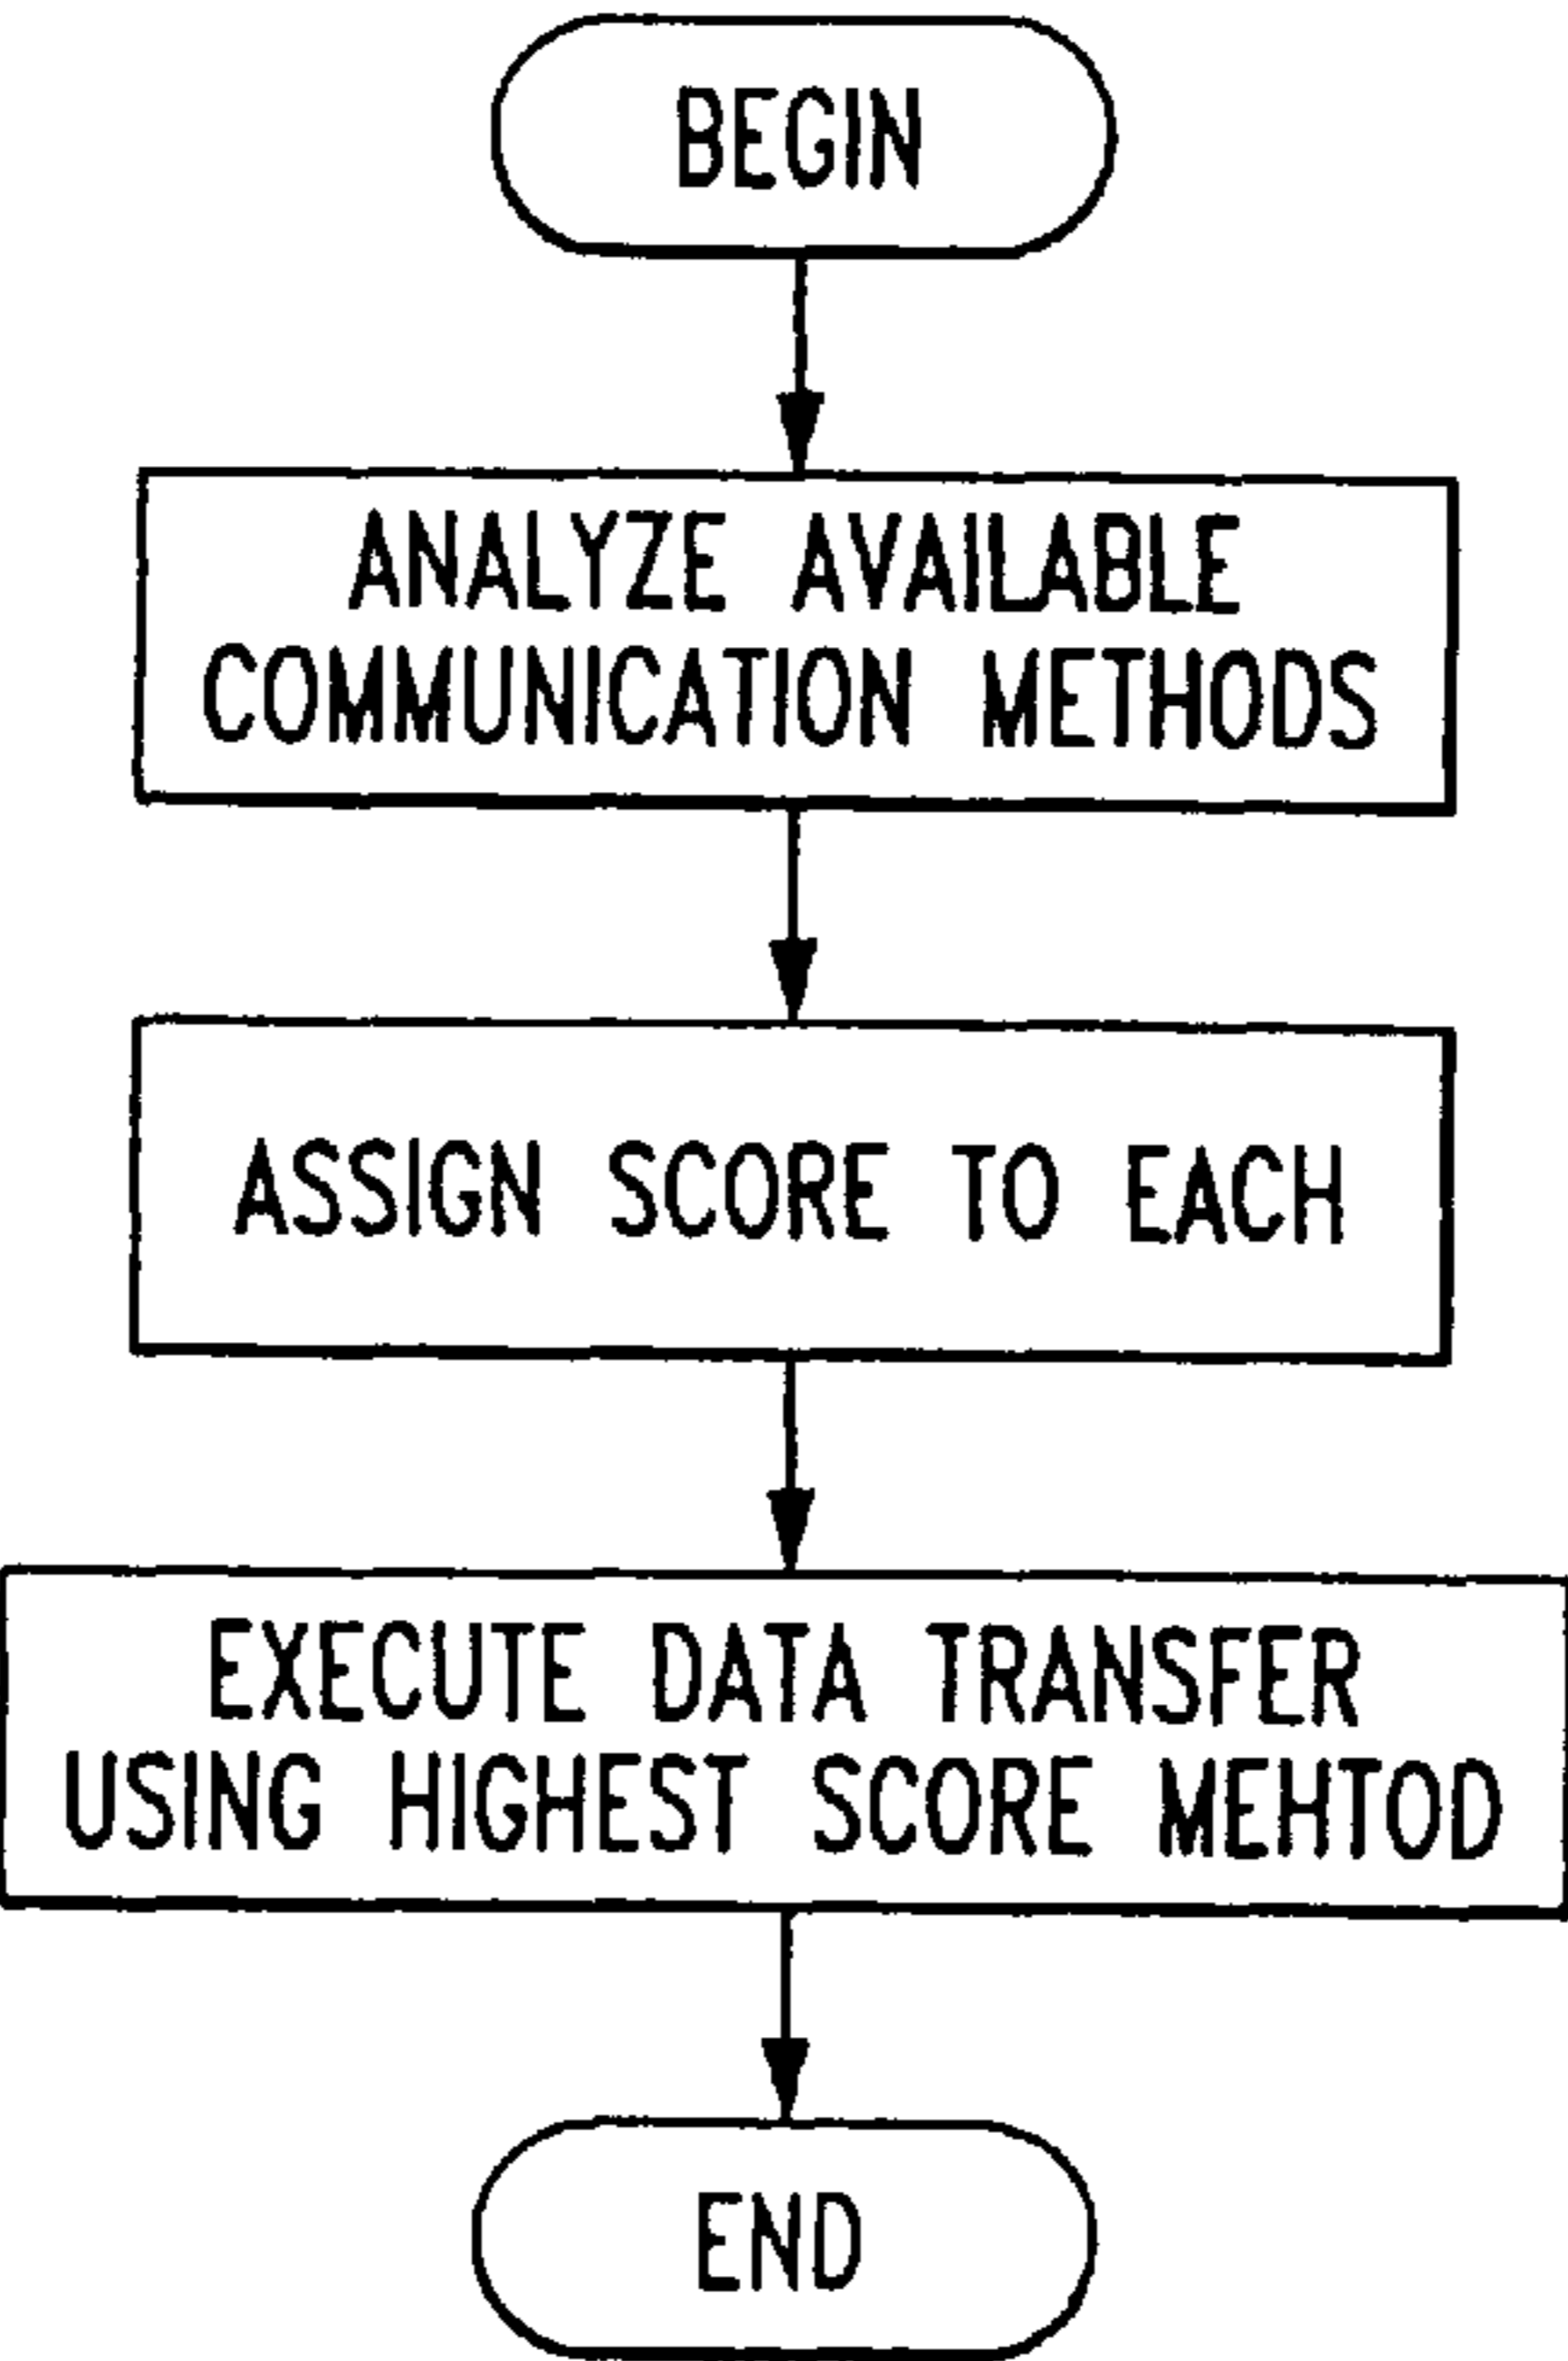 BEGIN
ANALYZE AVAILABLE
COMMUNICATION METHODS
ASSIGN SCORE TO EACH
EXECUTE DATA TRANSFER
USING HIGHEST SCORE MEHTOD
END